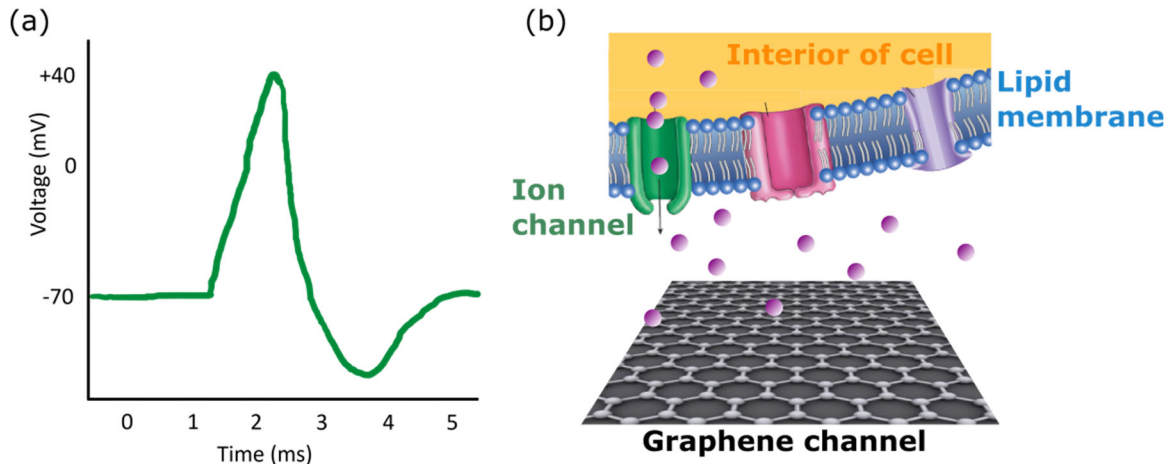 (a)
+40
0
-70
Voltage (mV)
0 1 2 3 4 5
Time (ms)
(b)
Interior of cell
Lipid
membrane
Ion
channel
Graphene channel